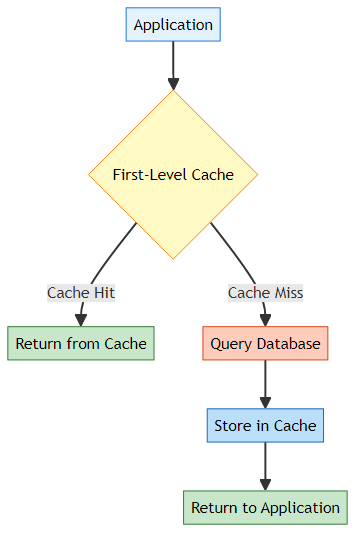 Application
First-Level Cache
Cache Hit
Cache Miss
Return from Cache
Query Database
Store in Cache
Return to Application